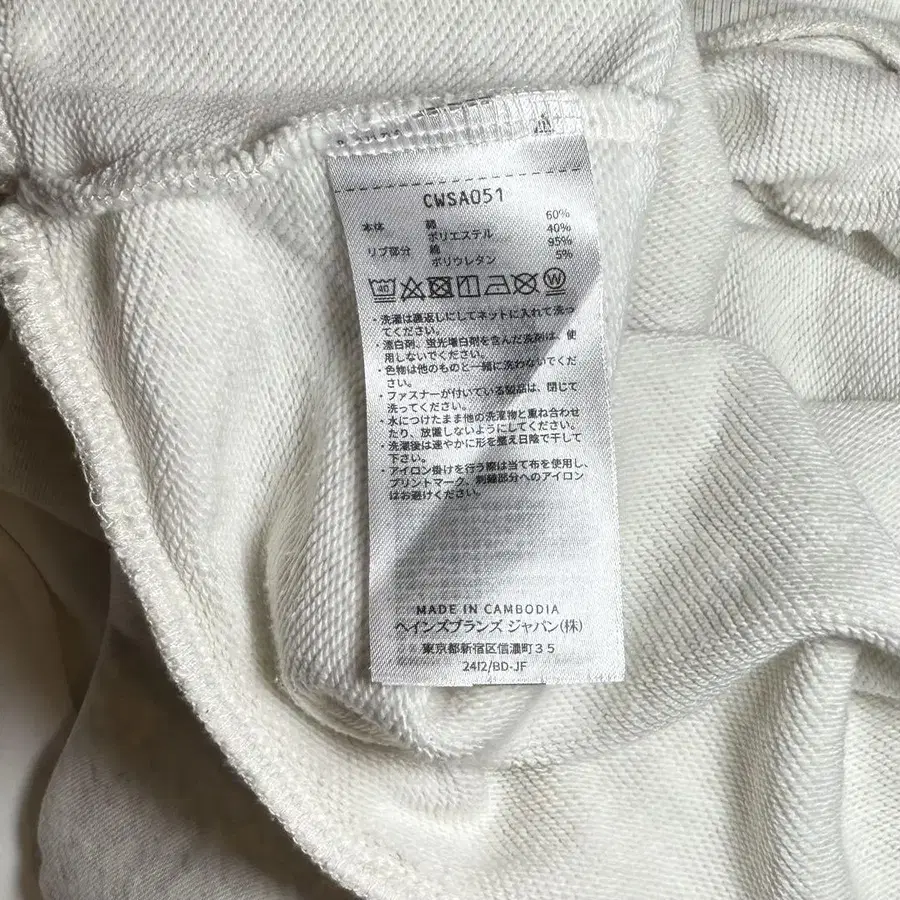 CWSA051
本体 綿 60%
ポリエステル 40%
リブ部分 綿 95%
ポリウレタン 5%
40 W
・洗濯は裏返しにしてネットに入れて洗っ
てください。
・漂白剤、蛍光増白剤を含んだ洗剤は、使
用しないでください。
・色物は他のものと一緒に洗わないでくだ
さい。
・ファスナーが付いている製品は、閉じて
洗ってください。
・水につけたまま他の洗濯物と重ね合わせ
たり、放置しないようにしてください。
・洗濯後は速やかに形を整え日陰で干して
下さい。
・アイロン掛けを行う際は当て布を使用し、
プリントマーク、刺繍部分へのアイロン
はお避けください。
MADE IN CAMBODIA
ヘインズブランズ ジャパン(株)
東京都新宿区信濃町35
2412/BD-JF